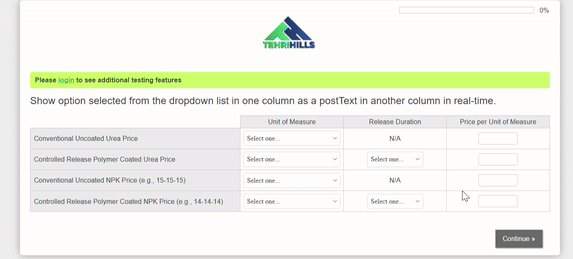 0%
TEHRIHILLS
Please login to see additional testing features
Show option selected from the dropdown list in one column as a postText in another column in real-time.
Unit of Measure Release Duration Price per Unit of Measure
Conventional Uncoated Urea Price Select one... N/A
Controlled Release Polymer Coated Urea Price Select one... Select one...
Conventional Uncoated NPK Price (e.g., 15-15-15) Select one... N/A
Controlled Release Polymer Coated NPK Price (e.g., 14-14-14) Select one... Select one...
Continue »